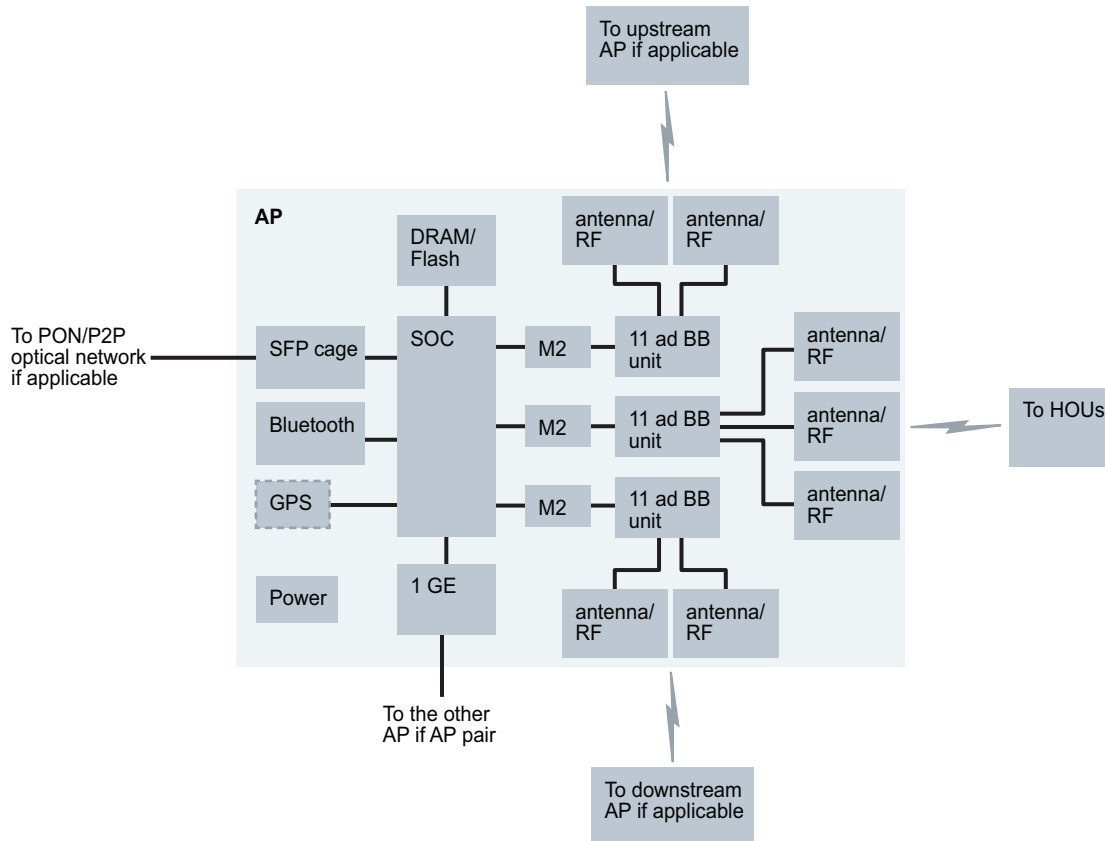 To upstream
AP if applicable
AP
DRAM/
Flash
antenna/
RF
antenna/
RF
To PON/P2P
optical network
if applicable
SFP cage
SOC
M2
11 ad BB
unit
antenna/
RF
Bluetooth
M2
11 ad BB
unit
antenna/
RF
To HOUs
GPS
M2
11 ad BB
unit
antenna/
RF
Power
1 GE
antenna/
RF
antenna/
RF
To the other
AP if AP pair
To downstream
AP if applicable